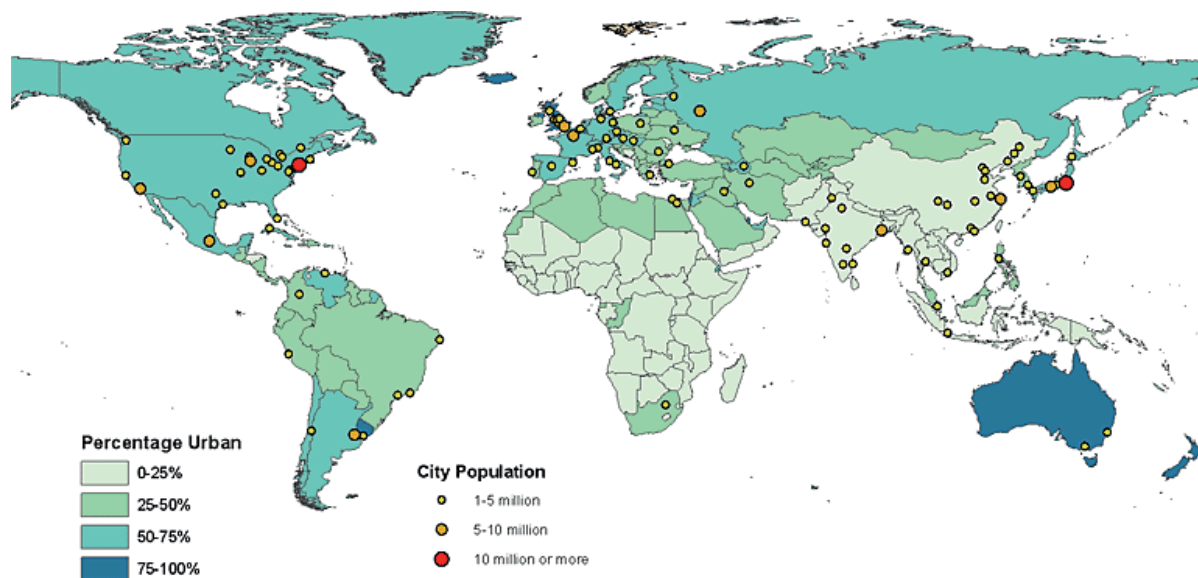 Percentage Urban
0-25%
25-50%
50-75%
75-100%
City Population
1-5 million
5-10 million
10 million or more